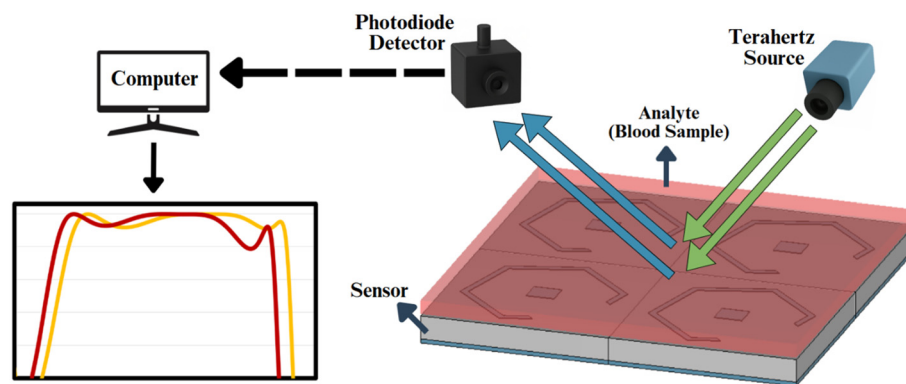 Photodiode
Detector
Terahertz
Source
Computer
Analyte
(Blood Sample)
Sensor